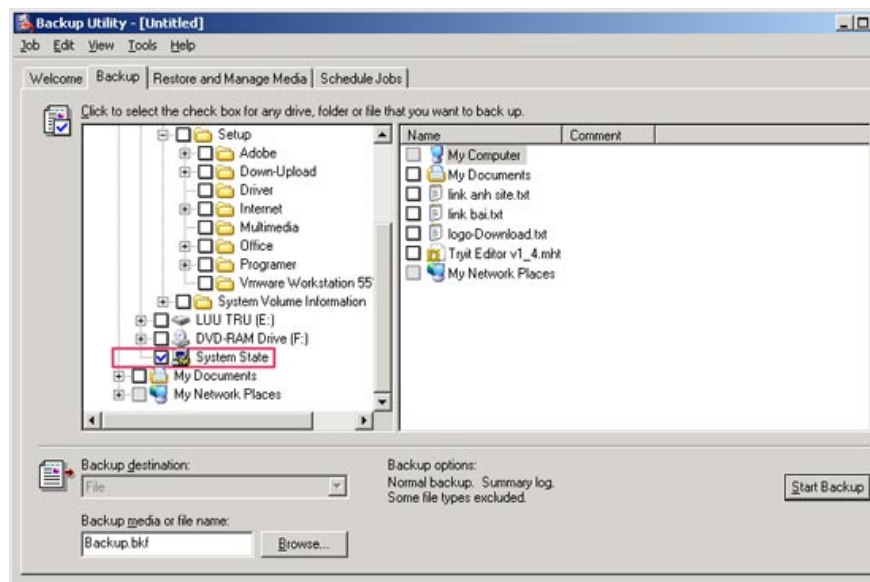 Backup Utility - [Untitled]
Job Edit View Tools Help
Welcome Backup Restore and Manage Media Schedule Jobs
Click to select the check box for any drive, folder or file that you want to back up.
Setup
Adobe
Down-Upload
Driver
Internet
Multimedia
Office
Programer
Vmware Workstation 55
System Volume Information
LUU TRU (E:)
DVD-RAM Drive (F:)
System State
My Documents
My Network Places
Name Comment
My Computer
My Documents
link anh site.txt
link bai.txt
logo-Download.txt
Tryit Editor v1_4.mht
My Network Places
Backup destination:
File
Backup media or file name:
Backup.bkf
Browse...
Backup options:
Normal backup. Summary log.
Some file types excluded.
Start Backup